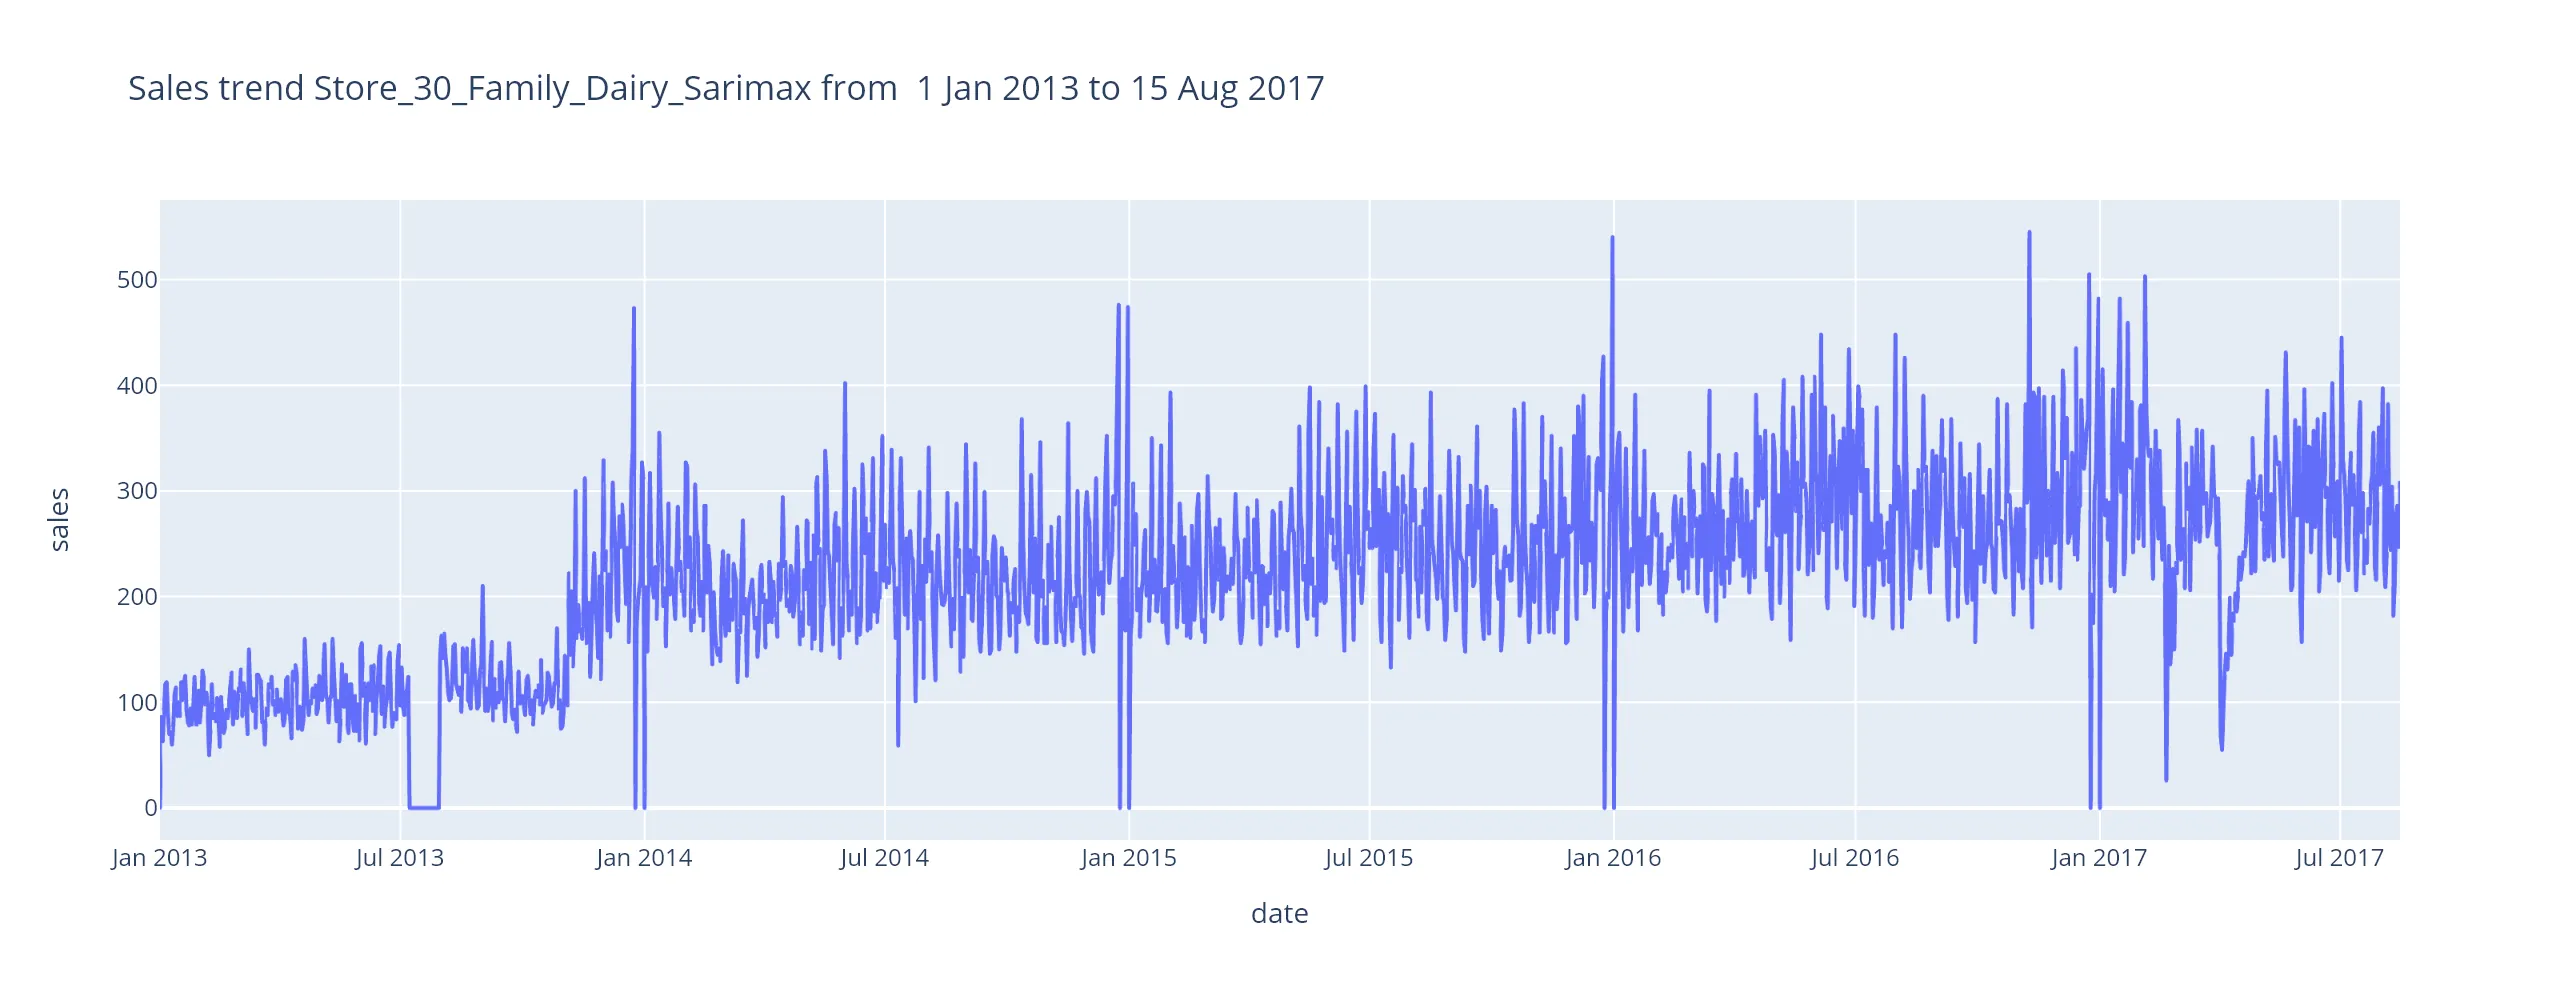 Sales trend Store_30_Family_Dairy_Sarimax from  1 Jan 2013 to 15 Aug 2017
sales
500
400
300
200
100
0
Jan 2013 Jul 2013 Jan 2014 Jul 2014 Jan 2015 Jul 2015 Jan 2016 Jul 2016 Jan 2017 Jul 2017
date